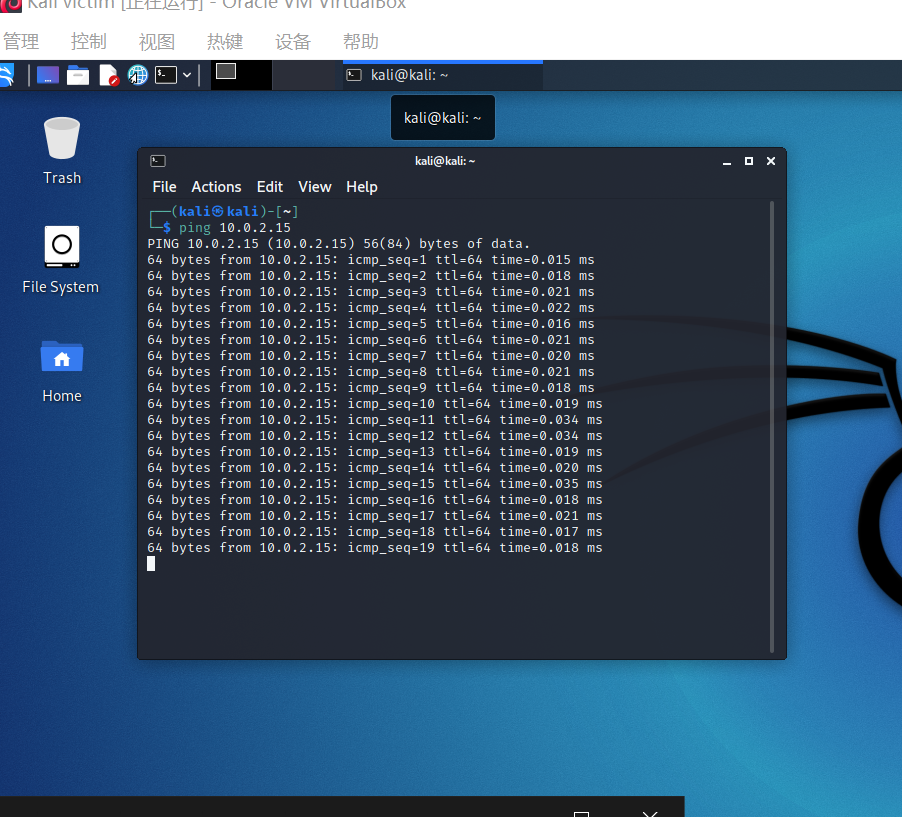 Kali victim [正在运行] - Oracle VM VirtualBox
管理 控制 视图 热键 设备 帮助
kali@kali: ~
kali@kali: ~
Trash
File System
Home
kali@kali: ~
File Actions Edit View Help
┌──(kali㉿kali)-[~]
└─$ ping 10.0.2.15
PING 10.0.2.15 (10.0.2.15) 56(84) bytes of data.
64 bytes from 10.0.2.15: icmp_seq=1 ttl=64 time=0.015 ms
64 bytes from 10.0.2.15: icmp_seq=2 ttl=64 time=0.018 ms
64 bytes from 10.0.2.15: icmp_seq=3 ttl=64 time=0.021 ms
64 bytes from 10.0.2.15: icmp_seq=4 ttl=64 time=0.022 ms
64 bytes from 10.0.2.15: icmp_seq=5 ttl=64 time=0.016 ms
64 bytes from 10.0.2.15: icmp_seq=6 ttl=64 time=0.021 ms
64 bytes from 10.0.2.15: icmp_seq=7 ttl=64 time=0.020 ms
64 bytes from 10.0.2.15: icmp_seq=8 ttl=64 time=0.021 ms
64 bytes from 10.0.2.15: icmp_seq=9 ttl=64 time=0.018 ms
64 bytes from 10.0.2.15: icmp_seq=10 ttl=64 time=0.019 ms
64 bytes from 10.0.2.15: icmp_seq=11 ttl=64 time=0.034 ms
64 bytes from 10.0.2.15: icmp_seq=12 ttl=64 time=0.034 ms
64 bytes from 10.0.2.15: icmp_seq=13 ttl=64 time=0.019 ms
64 bytes from 10.0.2.15: icmp_seq=14 ttl=64 time=0.020 ms
64 bytes from 10.0.2.15: icmp_seq=15 ttl=64 time=0.035 ms
64 bytes from 10.0.2.15: icmp_seq=16 ttl=64 time=0.018 ms
64 bytes from 10.0.2.15: icmp_seq=17 ttl=64 time=0.021 ms
64 bytes from 10.0.2.15: icmp_seq=18 ttl=64 time=0.017 ms
64 bytes from 10.0.2.15: icmp_seq=19 ttl=64 time=0.018 ms